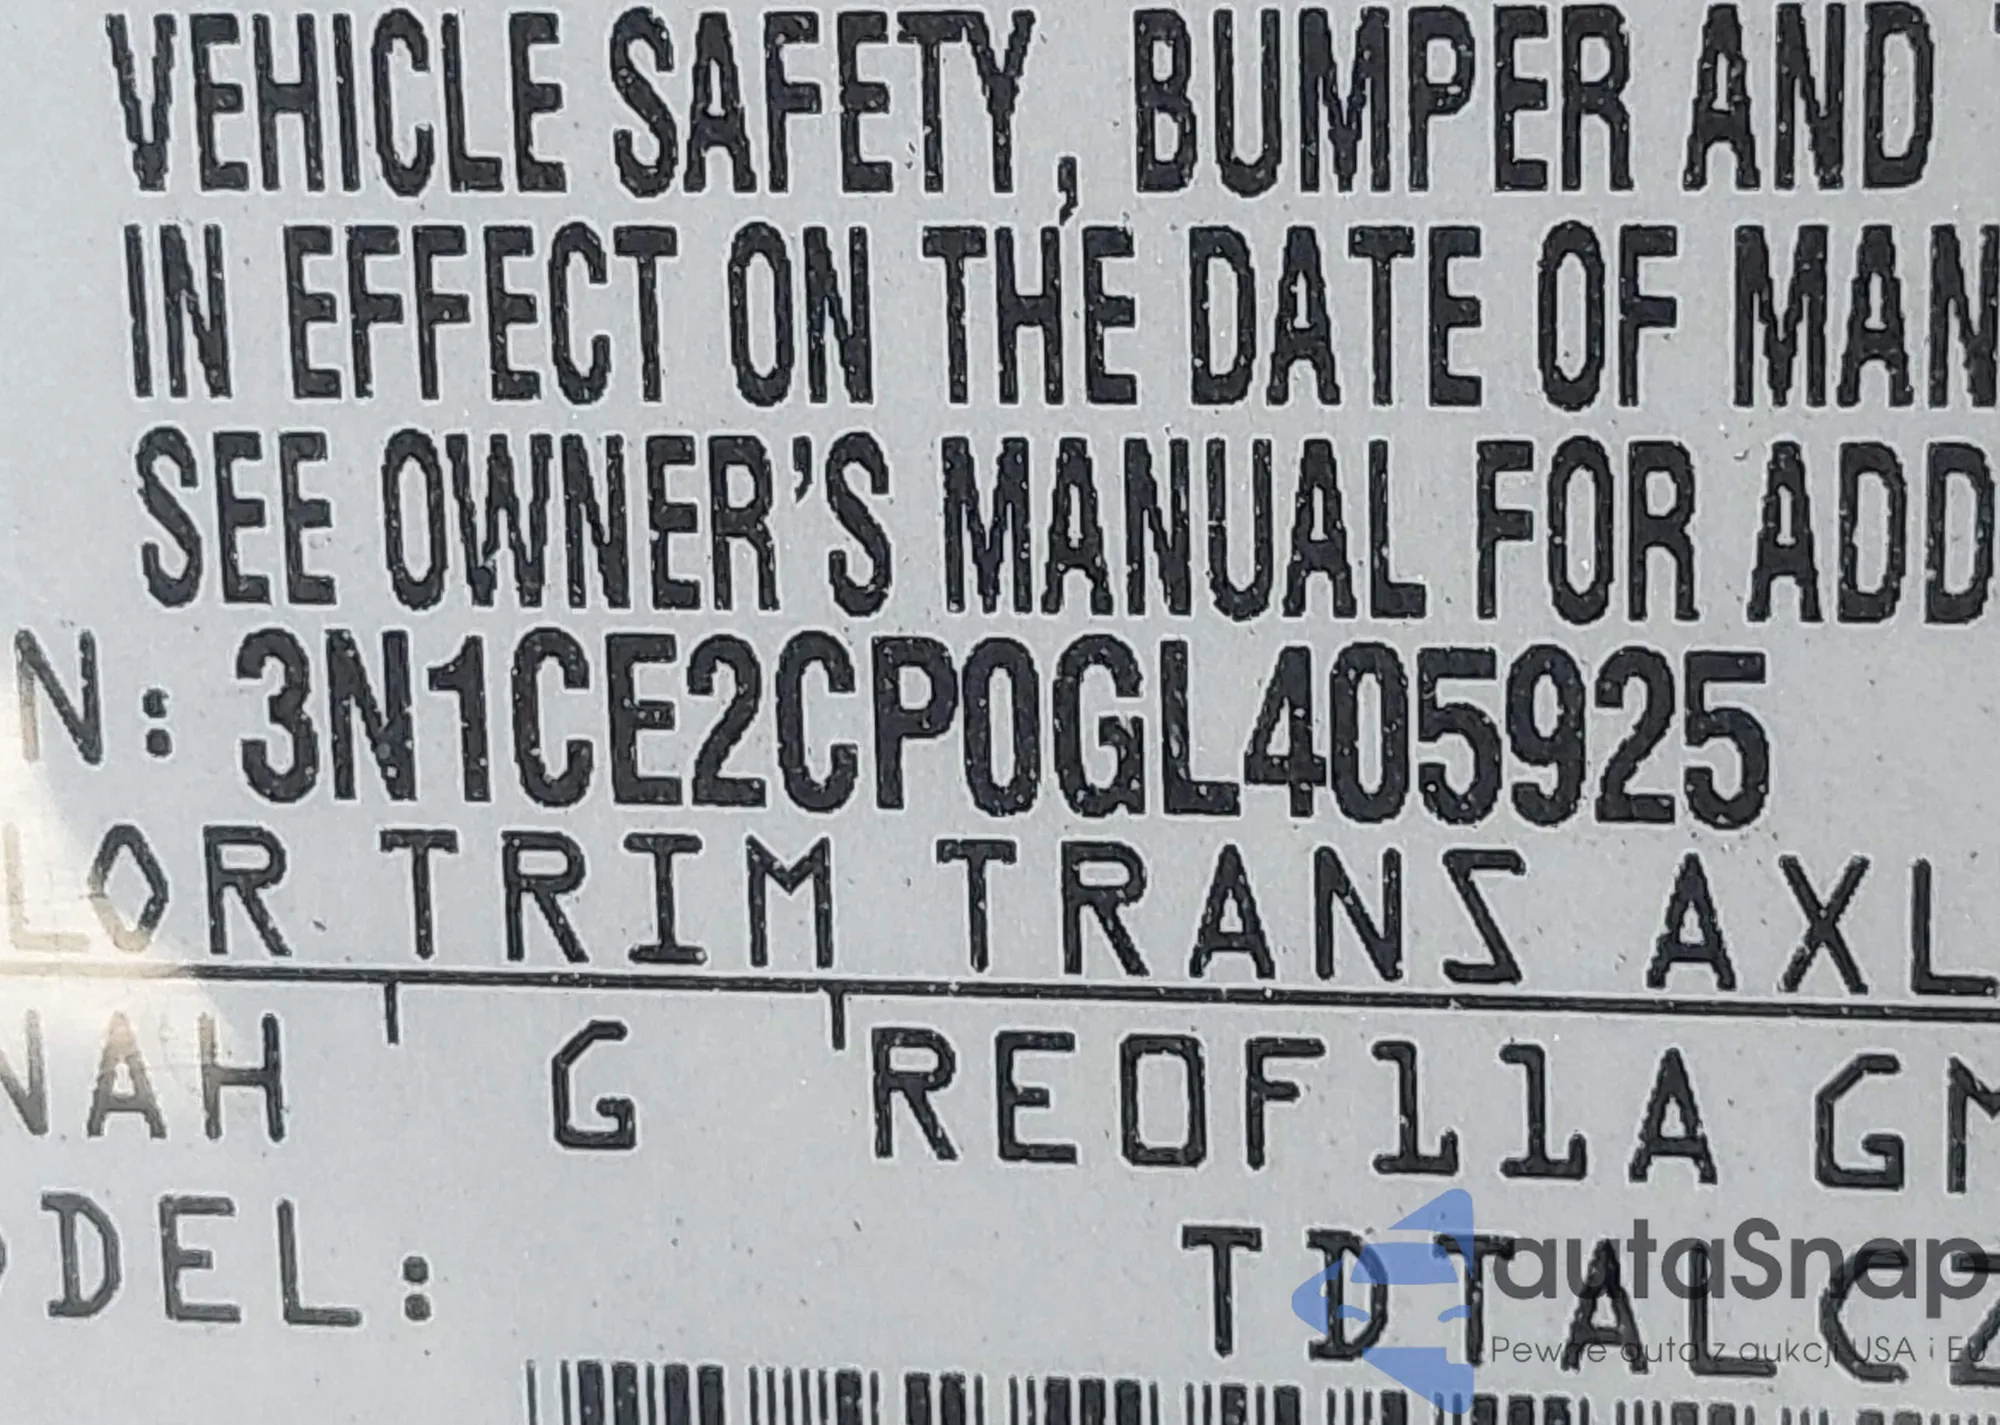 VEHICLE SAFETY, BUMPER AND
IN EFFECT ON THE DATE OF MAN
SEE OWNER'S MANUAL FOR ADD
N: 3N1CE2CP0GL405925
LOR TRIM TRANS AXL
NAH G RE0F11A GM
DEL: TDTALCZ
autaSnap
Pewne auta z aukcji USA i EU